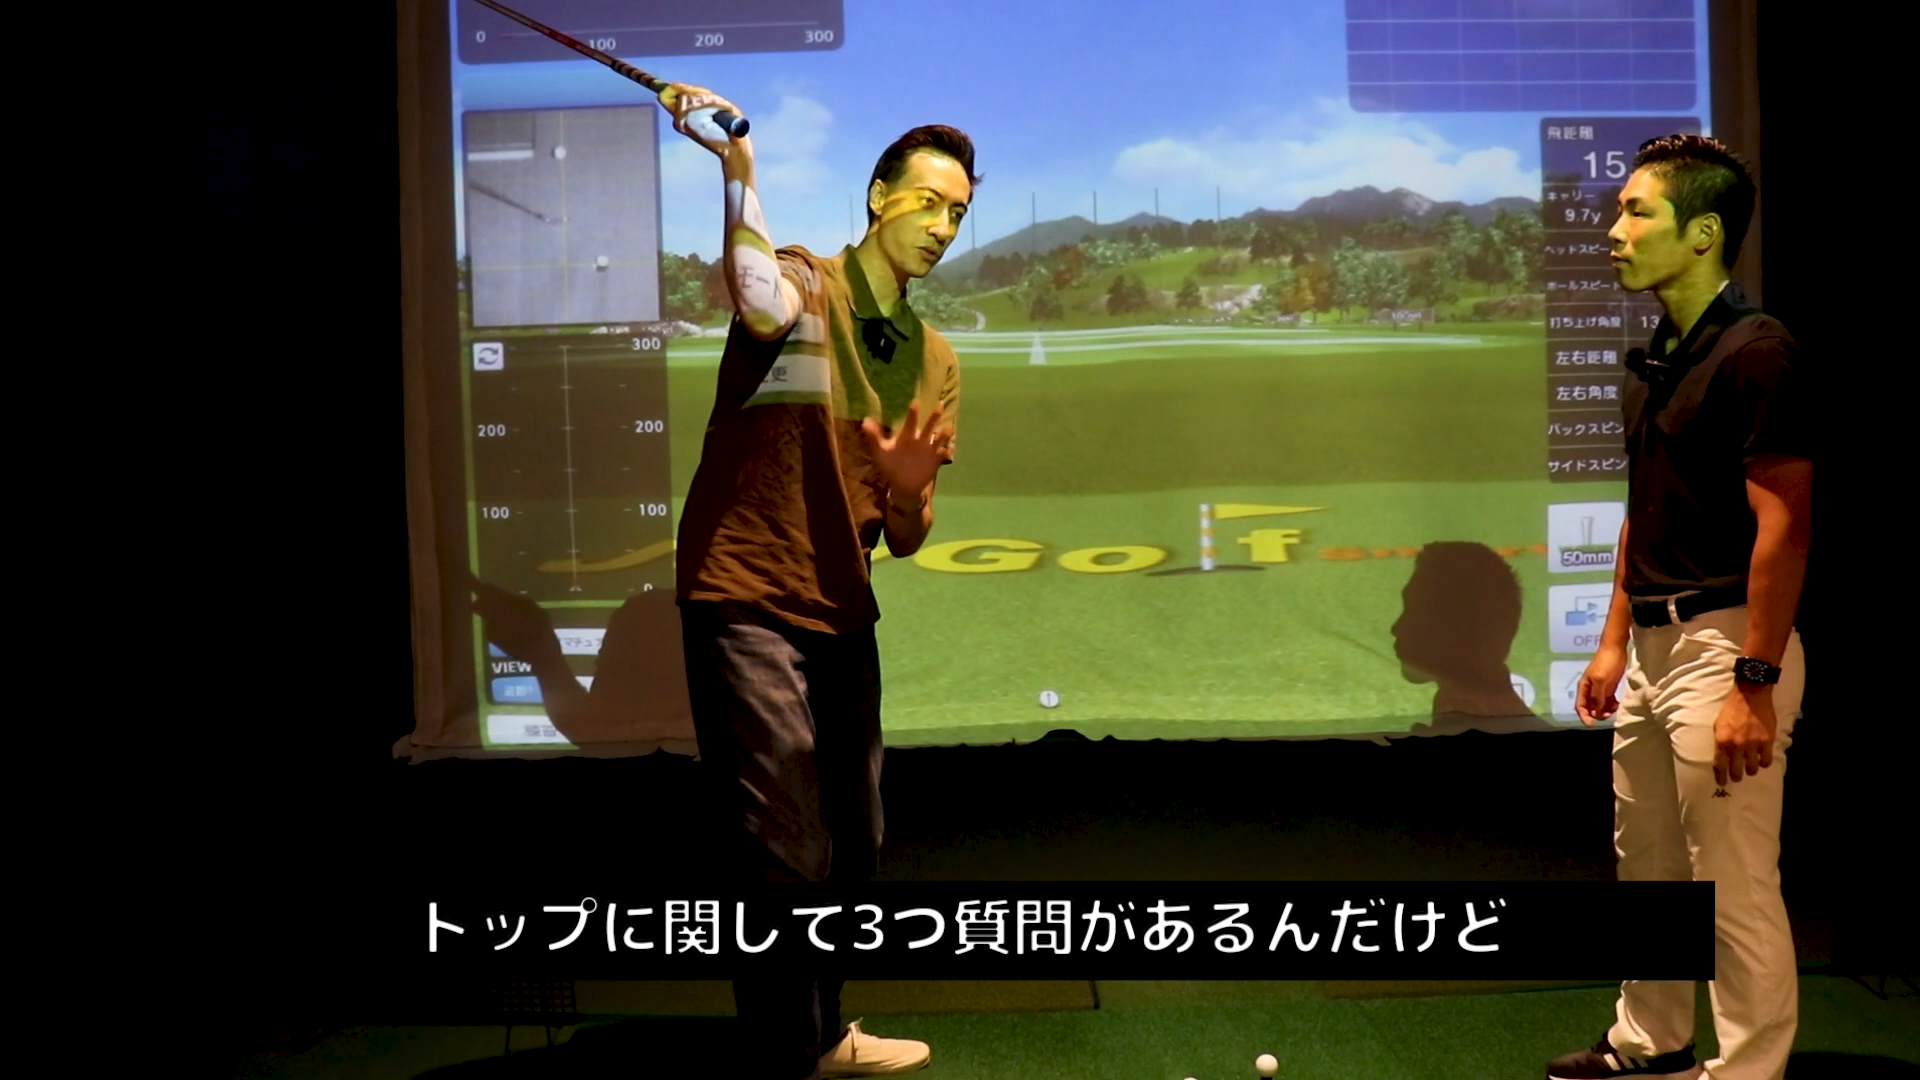 0 100 200 300
飛距離
15
キャリー
9.7y
ヘッドスピー
ボールスピード
打ち上げ角度 13
左右距離
左右角度
バックスピン
サイドスピン
300
200 200
100 100
0
Golf
50mm
OFF
VIEW
トップに関して3つ質問があるんだけど